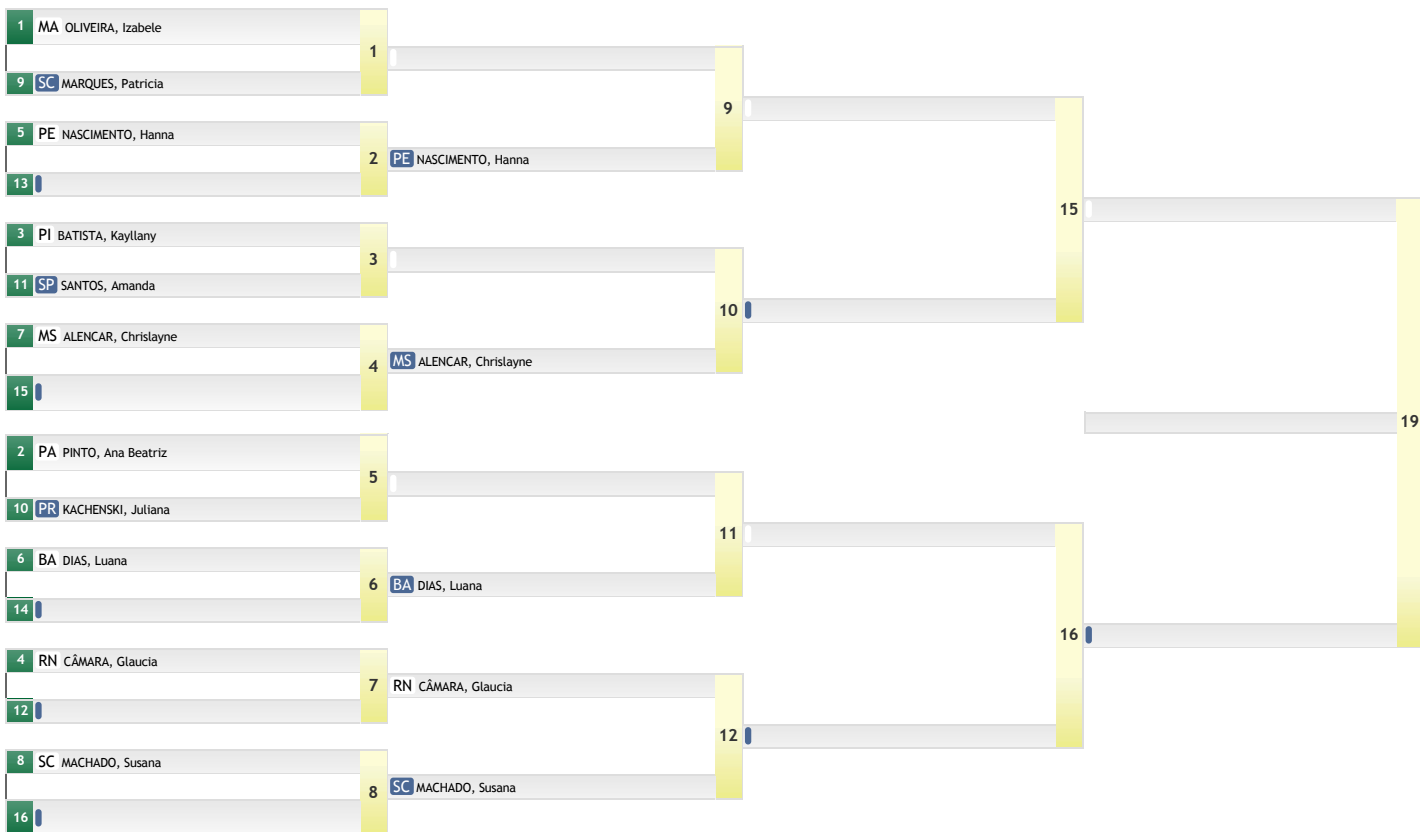 1 MA OLIVEIRA, Izabele
1
9 SC MARQUES, Patricia
9
5 PE NASCIMENTO, Hanna
2 PE NASCIMENTO, Hanna
13
15
3 PI BATISTA, Kayllany
3
11 SP SANTOS, Amanda
10
7 MS ALENCAR, Chrislayne
4 MS ALENCAR, Chrislayne
15
19
2 PA PINTO, Ana Beatriz
5
10 PR KACHENSKI, Juliana
11
6 BA DIAS, Luana
6 BA DIAS, Luana
14
16
4 RN CÂMARA, Glaucia
7 RN CÂMARA, Glaucia
12
12
8 SC MACHADO, Susana
8 SC MACHADO, Susana
16